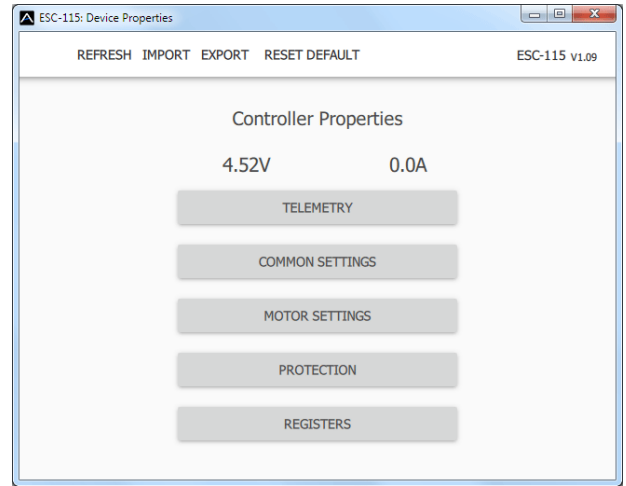 ESC-115: Device Properties
REFRESH IMPORT EXPORT RESET DEFAULT ESC-115 V1.09
Controller Properties
4.52V 0.0A
TELEMETRY
COMMON SETTINGS
MOTOR SETTINGS
PROTECTION
REGISTERS